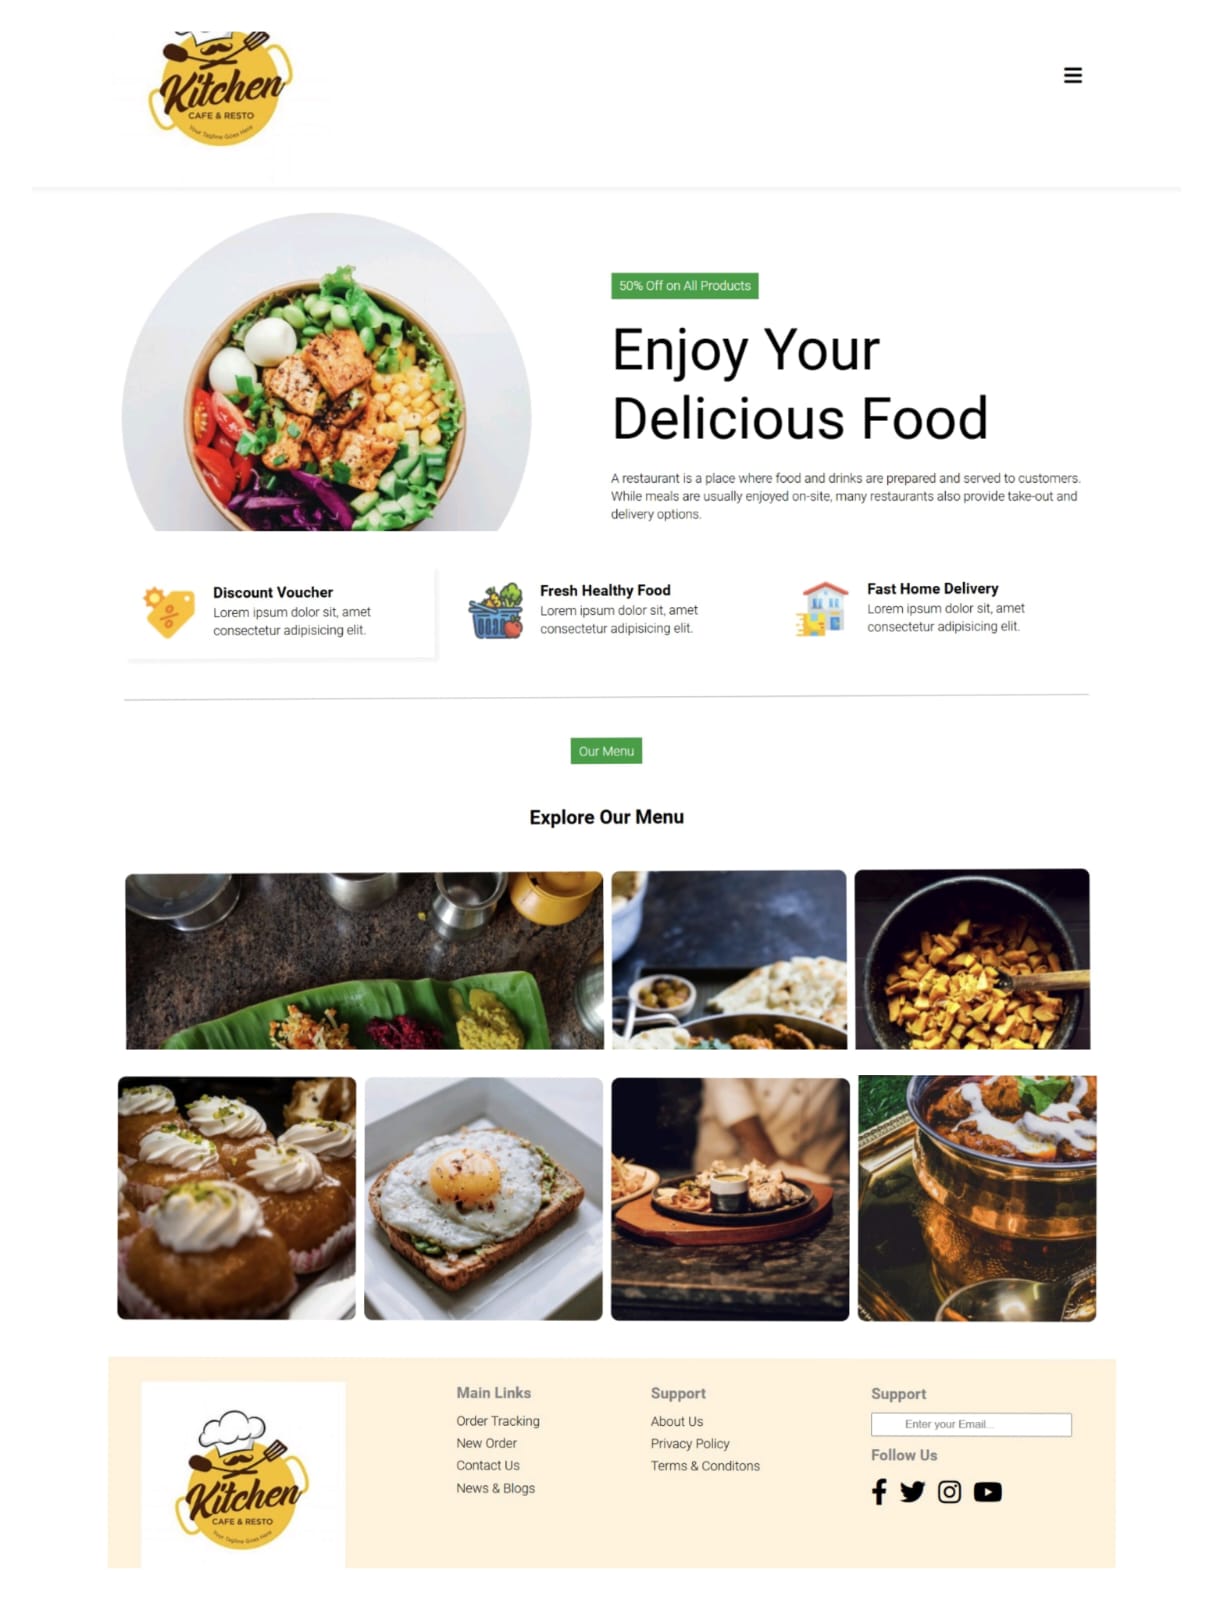 Kitchen
CAFE & RESTO
Your Tagline Goes Here
50% Off on All Products
Enjoy Your
Delicious Food
A restaurant is a place where food and drinks are prepared and served to customers.
While meals are usually enjoyed on-site, many restaurants also provide take-out and
delivery options.
Discount Voucher
Lorem ipsum dolor sit, amet
consectetur adipisicing elit.
Fresh Healthy Food
Lorem ipsum dolor sit, amet
consectetur adipisicing elit.
Fast Home Delivery
Lorem ipsum dolor sit, amet
consectetur adipisicing elit.
Our Menu
Explore Our Menu
Kitchen
CAFE & RESTO
Your Tagline Goes Here
Main Links
Order Tracking
New Order
Contact Us
News & Blogs
Support
About Us
Privacy Policy
Terms & Conditons
Support
Enter your Email...
Follow Us